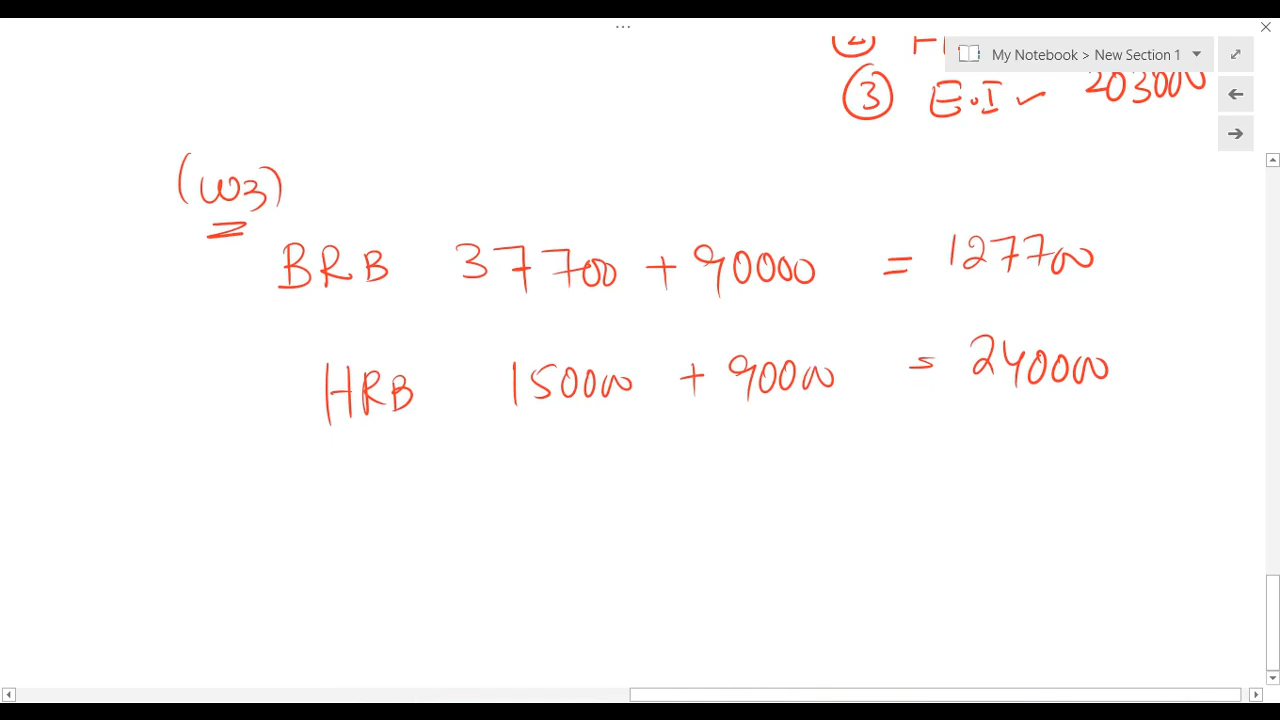 My Notebook > New Section 1
③ E.I ✓ 203000
(W3)
BRB 37700 + 90000 = 127700
HRB 150000 + 90000 = 240000